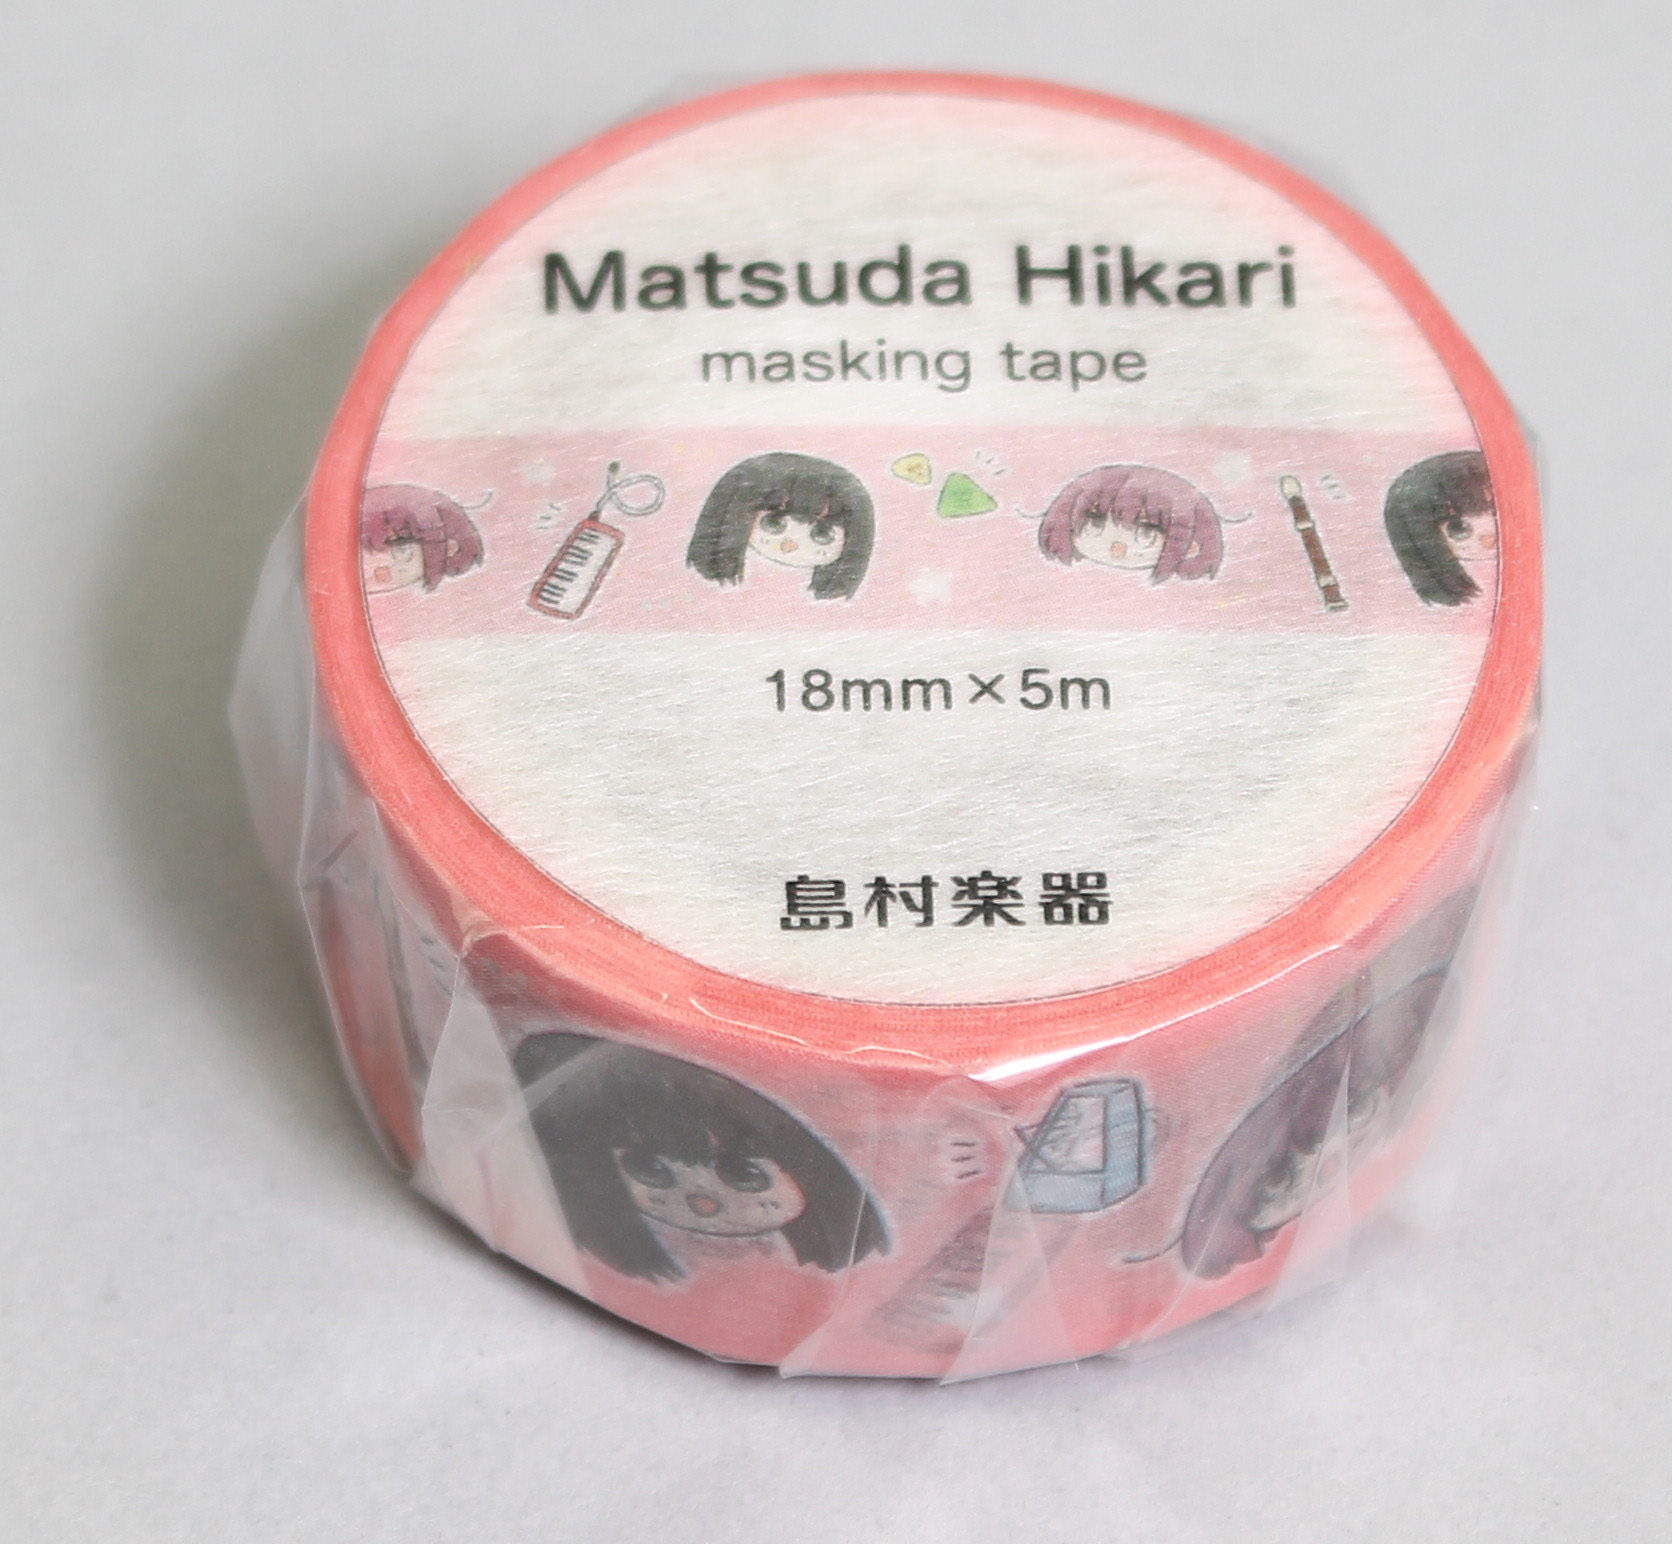 Matsuda Hikari
masking tape
18mm×5m
島村楽器